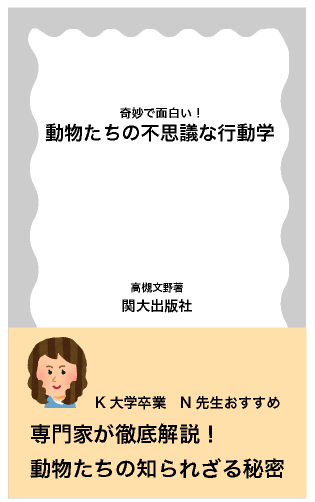 奇妙で面白い！
動物たちの不思議な行動学
高槻文野著
関大出版社
K大学卒業　N先生おすすめ
専門家が徹底解説！
動物たちの知られざる秘密